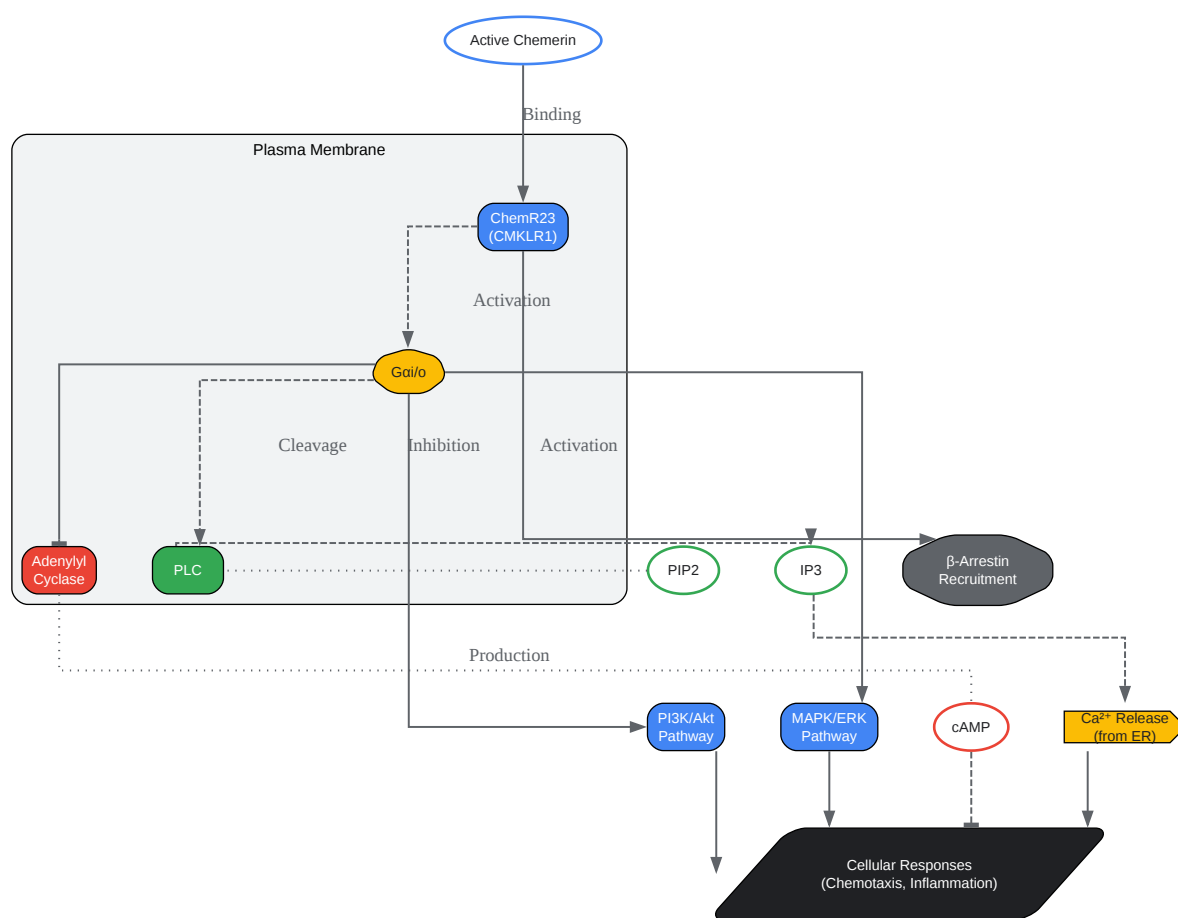 Active Chemerin
Binding
Plasma Membrane
ChemR23
(CMKLR1)
Activation
Gαi/o
Cleavage
Inhibition
Activation
Adenylyl
Cyclase
PLC
PIP2
IP3
β-Arrestin
Recruitment
Production
PI3K/Akt
Pathway
MAPK/ERK
Pathway
cAMP
Ca²⁺ Release
(from ER)
Cellular Responses
(Chemotaxis, Inflammation)